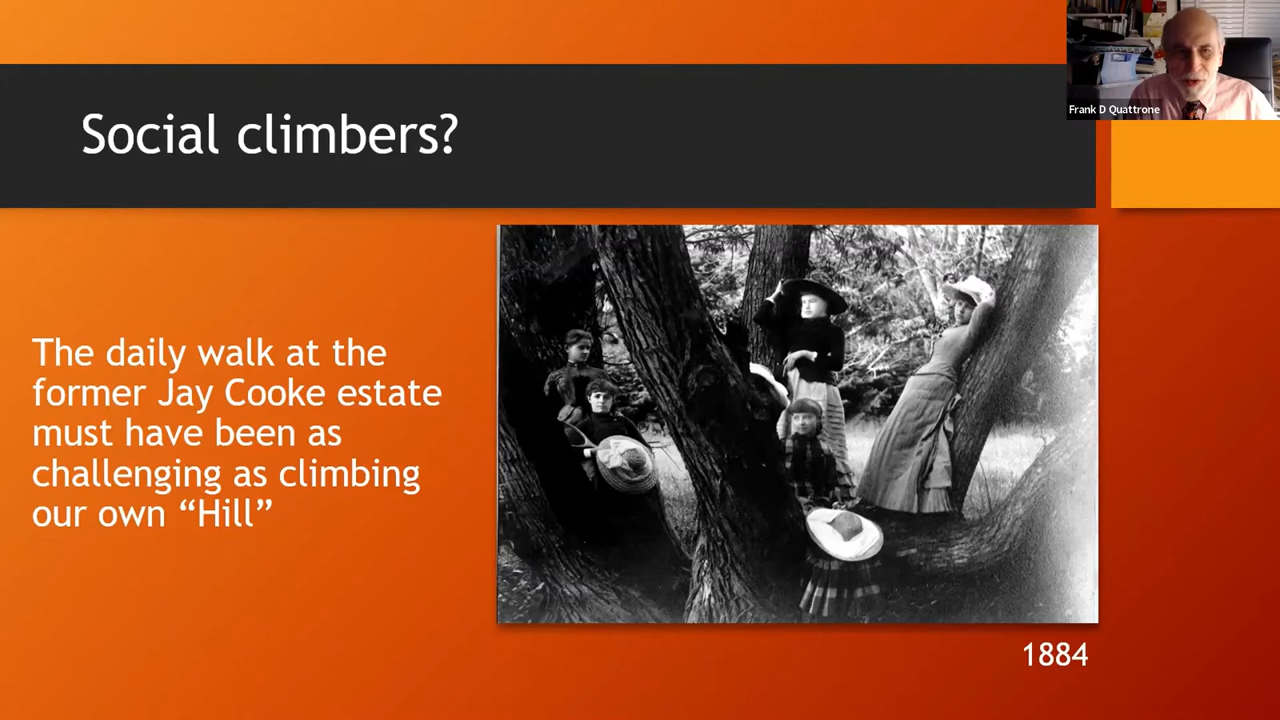 Frank D Quattrone
Social climbers?
The daily walk at the
former Jay Cooke estate
must have been as
challenging as climbing
our own “Hill”
1884